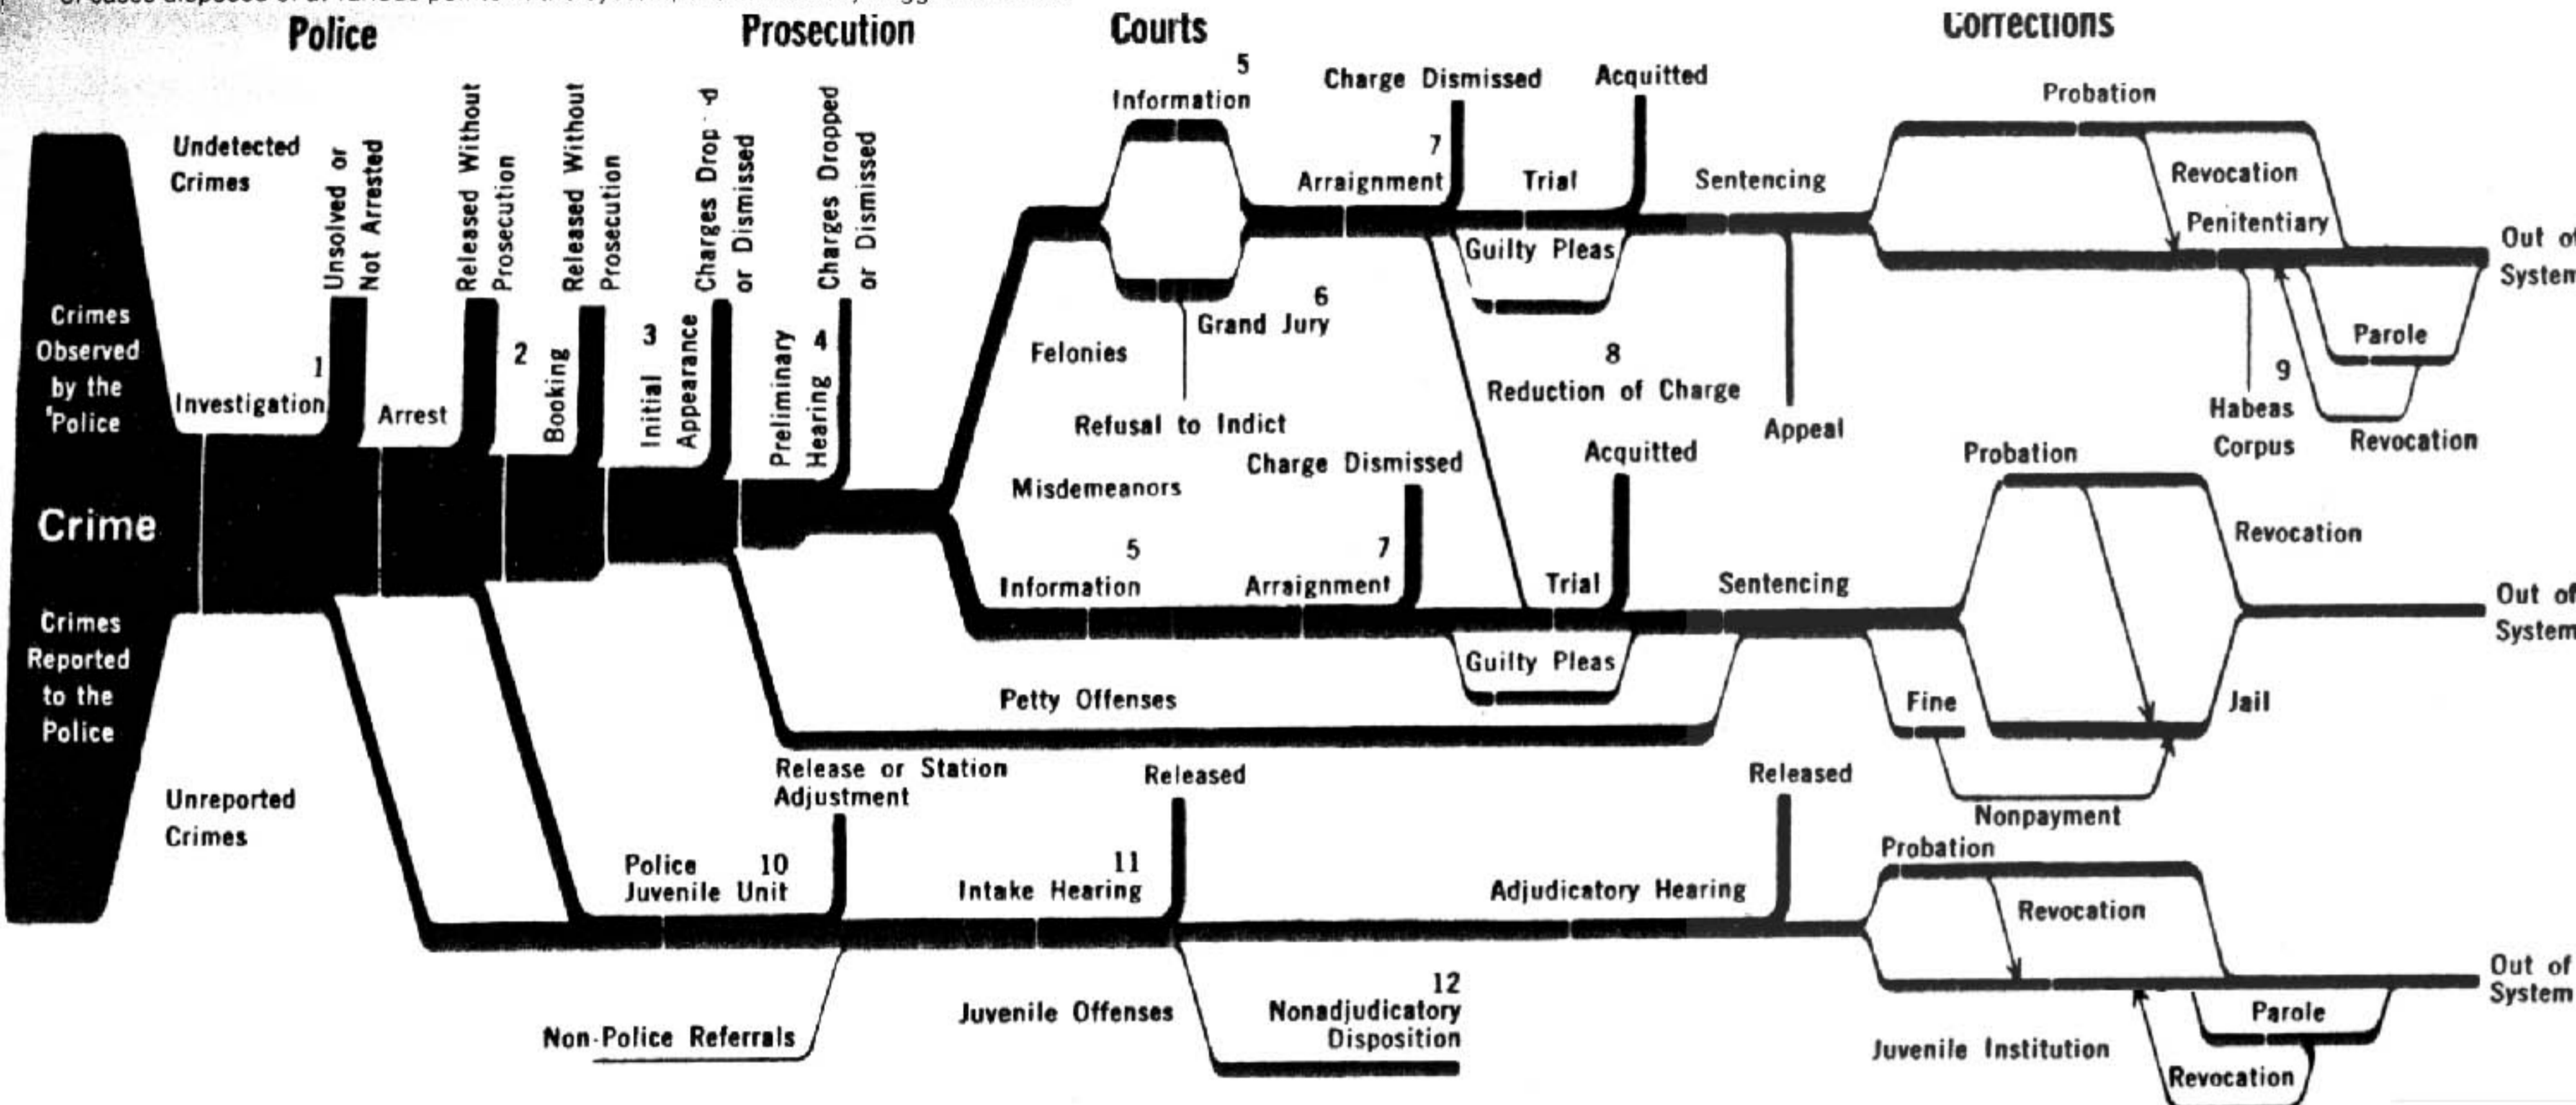 Police
Prosecution
Courts
Corrections
Undetected
Crimes
Crimes
Observed
by the
Police
Crime
Crimes
Reported
to the
Police
Unreported
Crimes
Investigation
1
Unsolved or
Not Arrested
Arrest
Released Without
Prosecution
2
Booking
Released Without
Prosecution
3
Initial
Appearance
Charges
or Dismissed
Preliminary
Hearing
4
Charges Dropped
or Dismissed
Felonies
5
Information
6
Grand Jury
Refusal to Indict
7
Arraignment
Charge Dismissed
Trial
Acquitted
Guilty Pleas
8
Reduction of Charge
Sentencing
Appeal
Probation
Revocation
Penitentiary
Out of
System
Parole
9
Habeas
Corpus
Revocation
Misdemeanors
5
Information
7
Arraignment
Charge Dismissed
Trial
Acquitted
Guilty Pleas
Sentencing
Probation
Revocation
Fine
Jail
Nonpayment
Out of
System
Petty Offenses
Release or Station
Adjustment
Police
Juvenile Unit
10
Non-Police Referrals
11
Intake Hearing
Released
Juvenile Offenses
12
Nonadjudicatory
Disposition
Adjudicatory Hearing
Released
Probation
Revocation
Juvenile Institution
Parole
Revocation
Out of
System